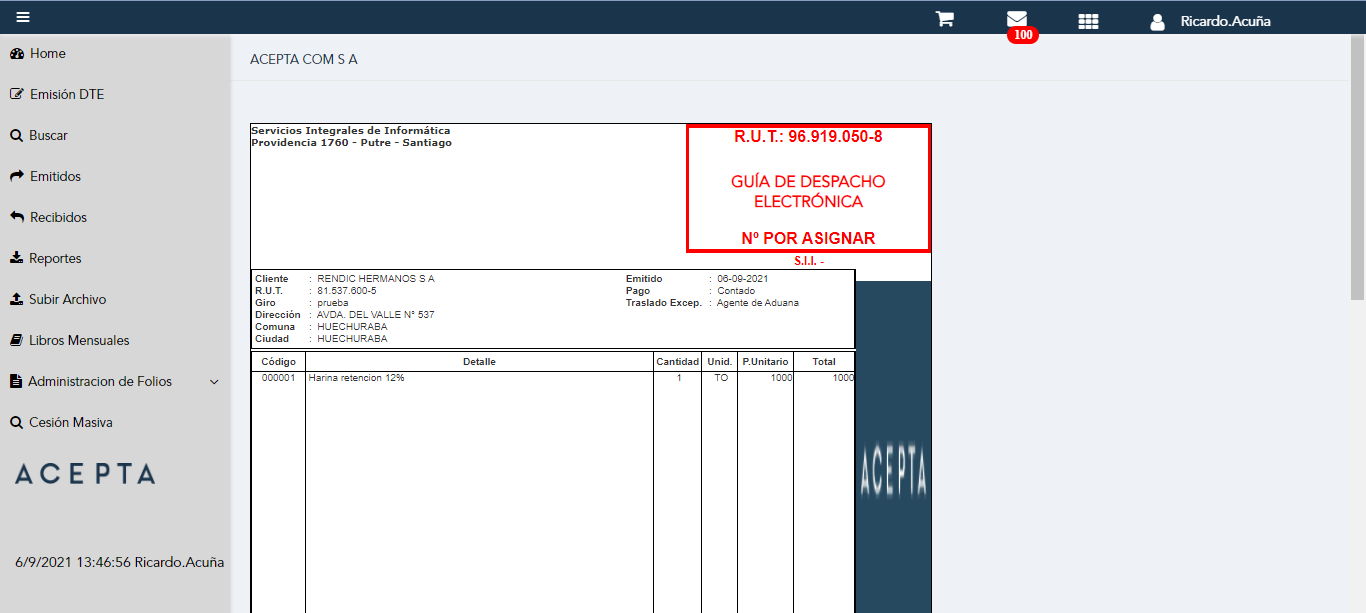 Ricardo.Acuña
100
Home
Emisión DTE
Buscar
Emitidos
Recibidos
Reportes
Subir Archivo
Libros Mensuales
Administracion de Folios
Cesión Masiva
ACEPTA
6/9/2021 13:46:56 Ricardo.Acuña
ACEPTA COM S A
Servicios Integrales de Informática
Providencia 1760 - Putre - Santiago
R.U.T.: 96.919.050-8
GUÍA DE DESPACHO
ELECTRÓNICA
Nº POR ASIGNAR
S.I.I. -
Cliente : RENDIC HERMANOS S A Emitido : 06-09-2021
R.U.T. : 81.537.600-5 Pago : Contado
Giro : prueba Traslado Excep. : Agente de Aduana
Dirección : AVDA. DEL VALLE N° 537
Comuna : HUECHURABA
Ciudad : HUECHURABA
Código Detalle Cantidad Unid. P.Unitario Total
000001 Harina retencion 12% 1 TO 1000 1000
ACEPTA